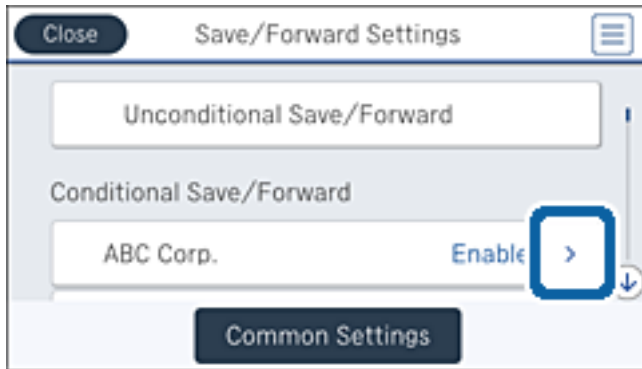 Close Save/Forward Settings
Unconditional Save/Forward
Conditional Save/Forward
ABC Corp. Enable >
Common Settings